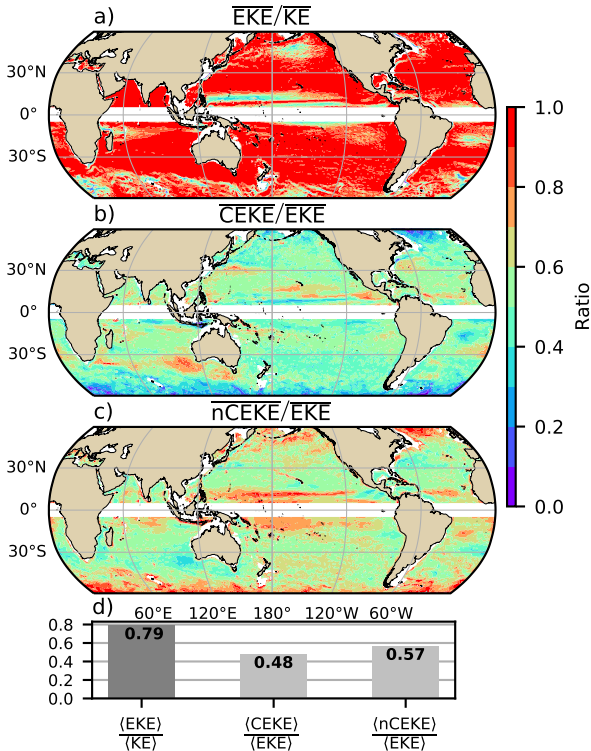 a) EKE/KE
30°N
0°
30°S
b) CEKE/EKE
30°N
0°
30°S
c) nCEKE/EKE
30°N
0°
30°S
60°E 120°E 180° 120°W 60°W
1.0
0.8
0.6
0.4
0.2
0.0
Ratio
d)
0.8
0.6
0.4
0.2
0.0
0.79
0.48
0.57
⟨EKE⟩
⟨KE⟩
⟨CEKE⟩
⟨EKE⟩
⟨nCEKE⟩
⟨EKE⟩